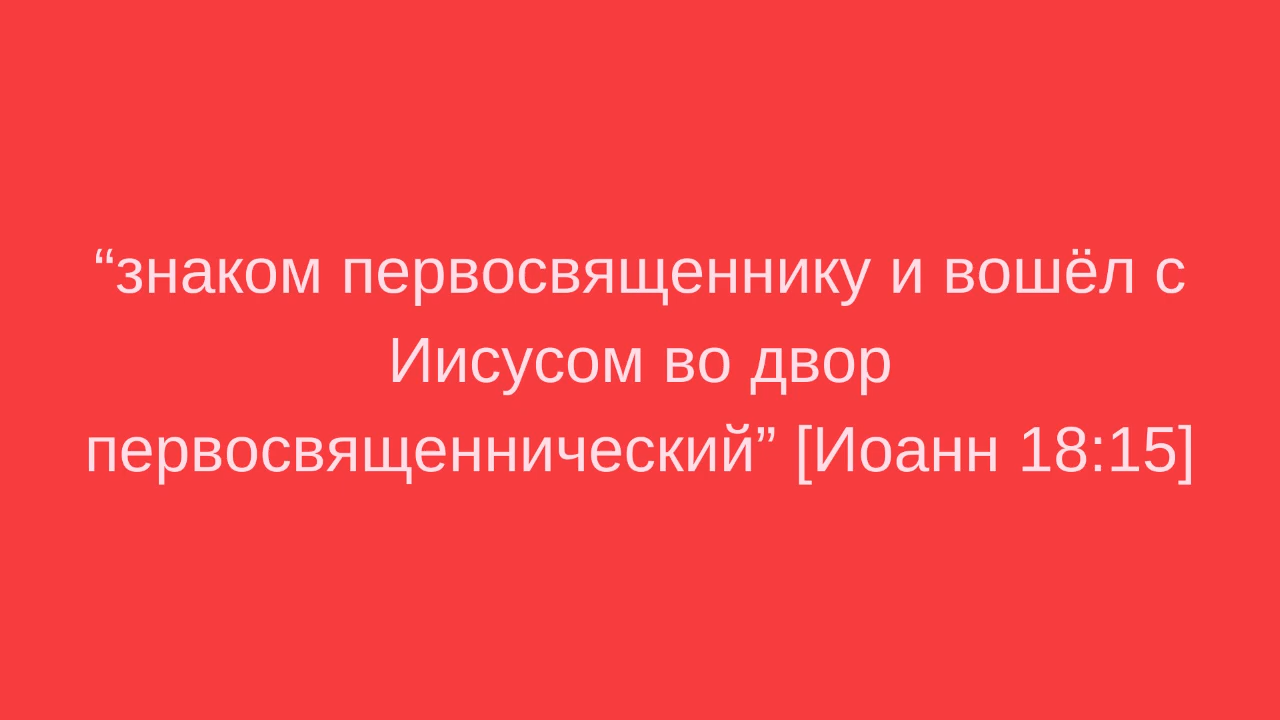 “знаком первосвященнику и вошёл с
Иисусом во двор
первосвященнический” [Иоанн 18:15]